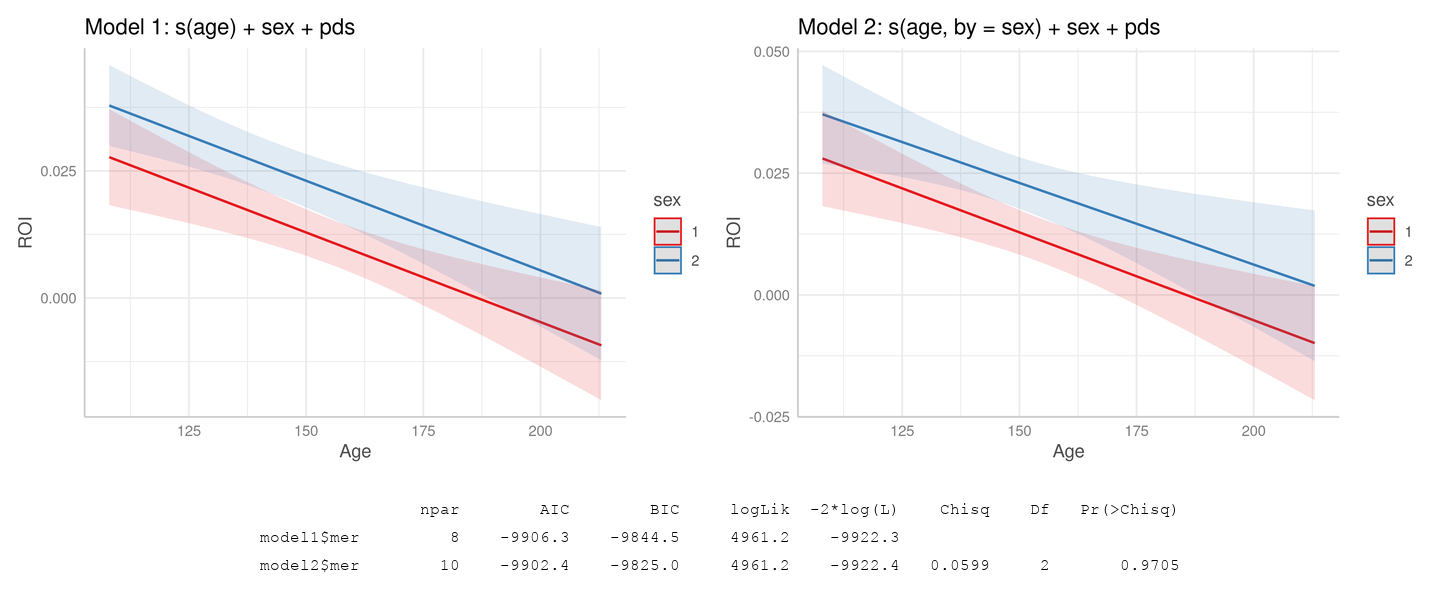 Model 1: s(age) + sex + pds
ROI
0.025
0.000
125 150 175 200
Age
sex
1
2
Model 2: s(age, by = sex) + sex + pds
ROI
0.050
0.025
0.000
-0.025
125 150 175 200
Age
sex
1
2
npar AIC BIC logLik -2*log(L) Chisq Df Pr(>Chisq)
model1$mer 8 -9906.3 -9844.5 4961.2 -9922.3
model2$mer 10 -9902.4 -9825.0 4961.2 -9922.4 0.0599 2 0.9705